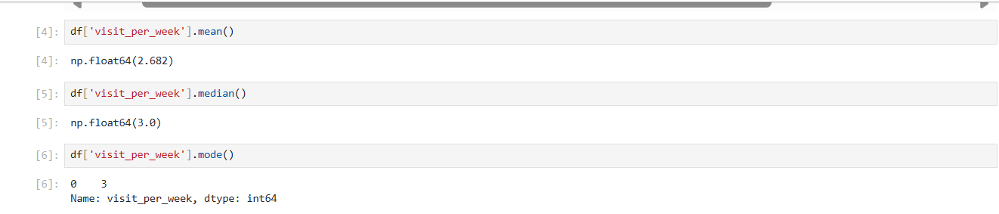 [4]: df['visit_per_week'].mean()
[4]: np.float64(2.682)
[5]: df['visit_per_week'].median()
[5]: np.float64(3.0)
[6]: df['visit_per_week'].mode()
[6]: 0    3
Name: visit_per_week, dtype: int64